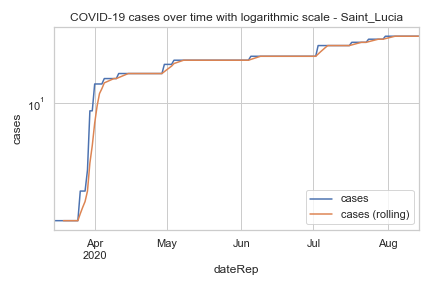 COVID-19 cases over time with logarithmic scale - Saint_Lucia
cases
10¹
cases
cases (rolling)
Apr
2020
May
Jun
Jul
Aug
dateRep